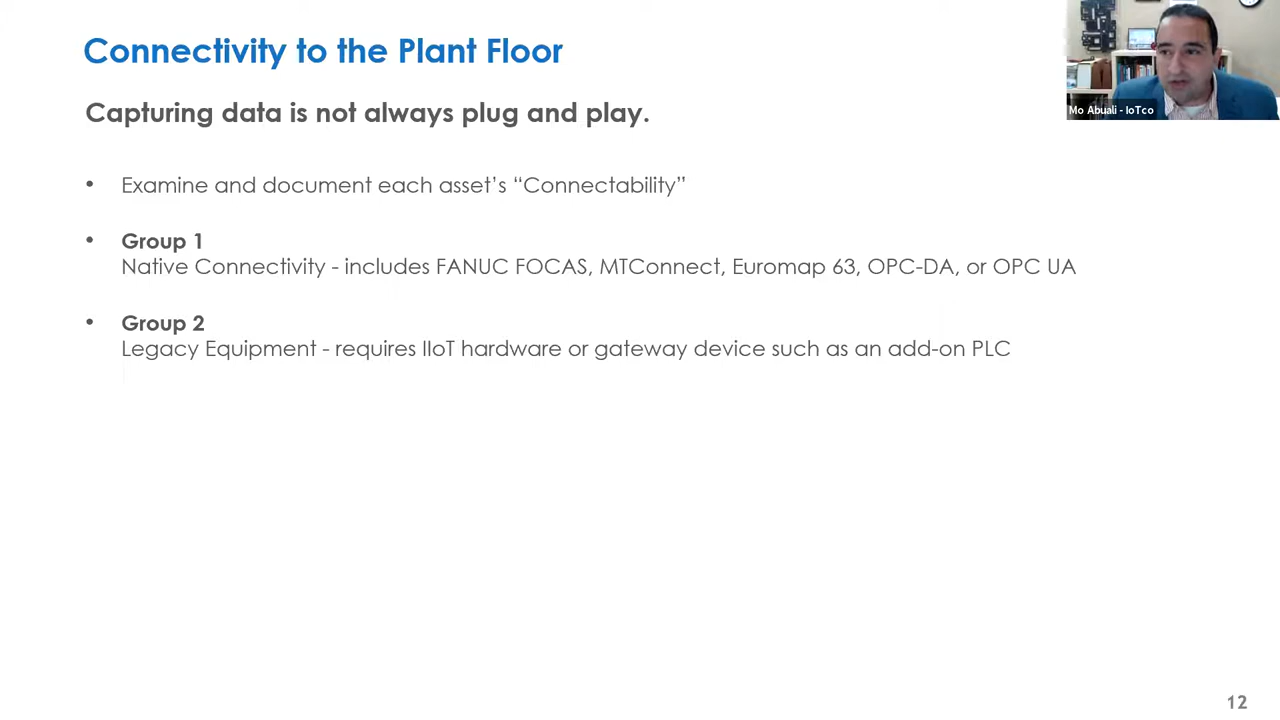 Connectivity to the Plant Floor
Mo Abuali - IoTco
Capturing data is not always plug and play.
• Examine and document each asset’s “Connectability”
• Group 1
Native Connectivity - includes FANUC FOCAS, MTConnect, Euromap 63, OPC-DA, or OPC UA
• Group 2
Legacy Equipment - requires IIoT hardware or gateway device such as an add-on PLC
12